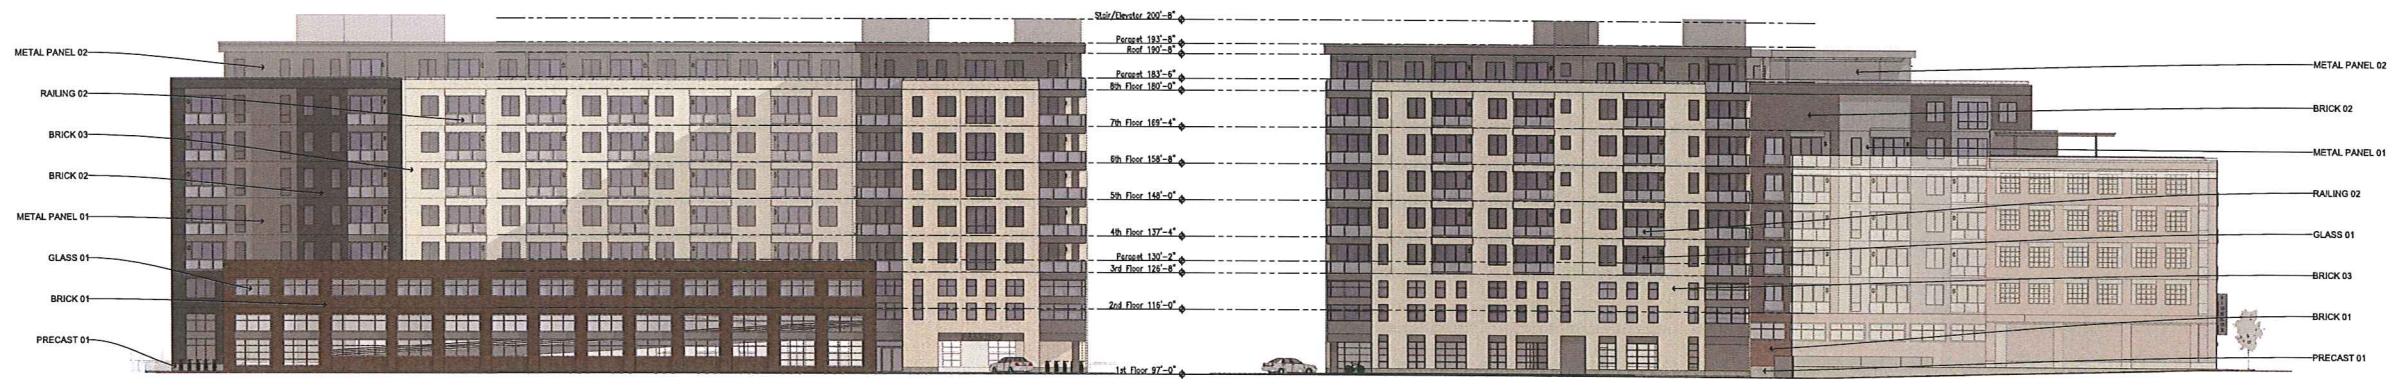 METAL PANEL 02
RAILING 02
BRICK 03
BRICK 02
METAL PANEL 01
GLASS 01
BRICK 01
PRECAST 01
Stair/Elevator 200'-8"
Parapet 193'-8"
Roof 190'-8"
Parapet 183'-6"
8th Floor 180'-0"
7th Floor 169'-4"
6th Floor 158'-8"
5th Floor 148'-0"
4th Floor 137'-4"
Parapet 130'-2"
3rd Floor 126'-8"
2nd Floor 116'-0"
1st Floor 97'-0"
METAL PANEL 02
BRICK 02
METAL PANEL 01
RAILING 02
GLASS 01
BRICK 03
BRICK 01
PRECAST 01